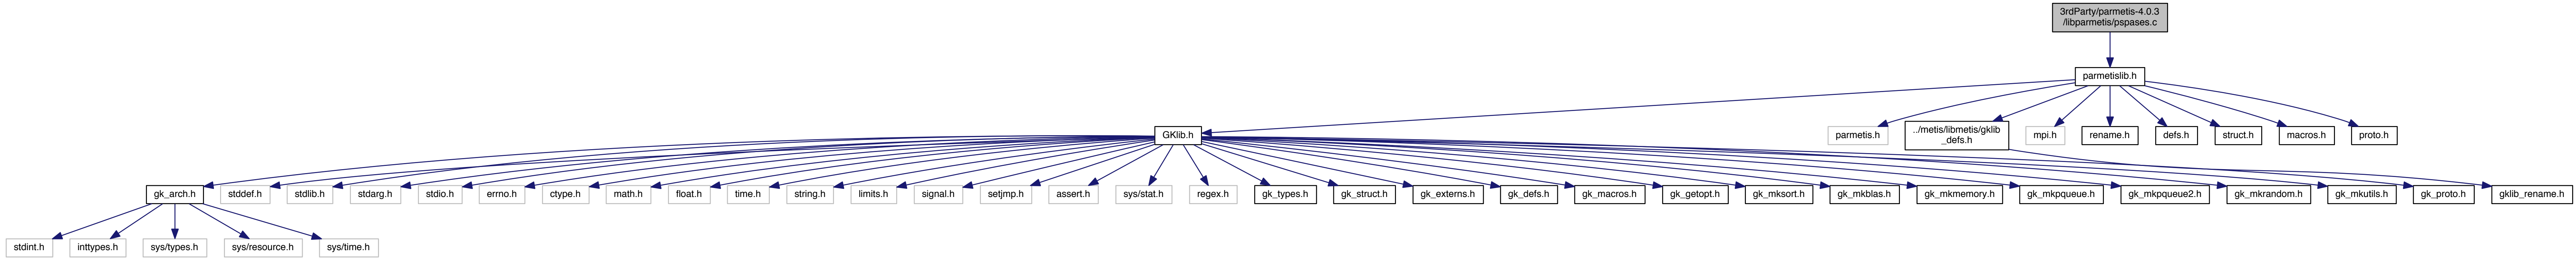 3rdParty/parmetis-4.0.3
/libparmetis/pspases.c
parmetislib.h
GKlib.h
parmetis.h
../metis/libmetis/gklib
_defs.h
mpi.h
rename.h
defs.h
struct.h
macros.h
proto.h
gk_arch.h
stddef.h
stdlib.h
stdarg.h
stdio.h
errno.h
ctype.h
math.h
float.h
time.h
string.h
limits.h
signal.h
setjmp.h
assert.h
sys/stat.h
regex.h
gk_types.h
gk_struct.h
gk_externs.h
gk_defs.h
gk_macros.h
gk_getopt.h
gk_mksort.h
gk_mkblas.h
gk_mkmemory.h
gk_mkpqueue.h
gk_mkpqueue2.h
gk_mkrandom.h
gk_mkutils.h
gk_proto.h
gklib_rename.h
stdint.h
inttypes.h
sys/types.h
sys/resource.h
sys/time.h